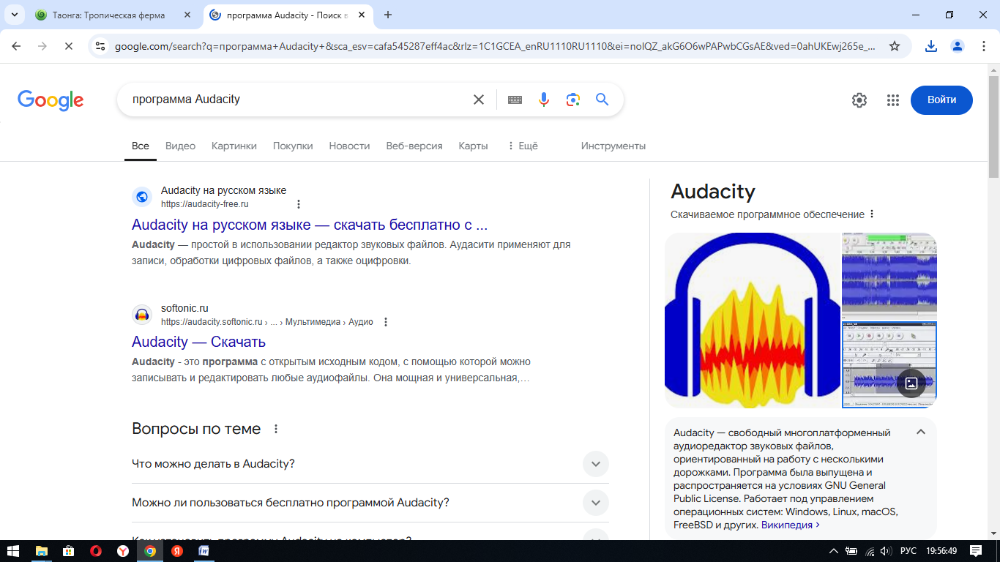 Таонга: Тропическая ферма
программа Audacity - Поиск в
google.com/search?q=программа+Audacity+&sca_esv=cafa545287eff4ac&rlz=1C1GCEA_enRU1110RU1110&ei=nolQZ_akG6O6wPAPwbCGsAE&ved=0ahUKEwj265e_...
Google
программа Audacity
Войти
Все
Видео
Картинки
Покупки
Новости
Веб-версия
Карты
Ещё
Инструменты
Audacity на русском языке
https://audacity-free.ru
Audacity на русском языке — скачать бесплатно с ...
Audacity — простой в использовании редактор звуковых файлов. Аудасити применяют для
записи, обработки цифровых файлов, а также оцифровки.
softonic.ru
https://audacity.softonic.ru › ... › Мультимедиа › Аудио
Audacity — Скачать
Audacity - это программа с открытым исходным кодом, с помощью которой можно
записывать и редактировать любые аудиофайлы. Она мощная и универсальная,…
Вопросы по теме
Что можно делать в Audacity?
Можно ли пользоваться бесплатно программой Audacity?
Как установить программу Audacity на компьютер?
Audacity
Скачиваемое программное обеспечение
Audacity — свободный многоплатформенный
аудиоредактор звуковых файлов,
ориентированный на работу с несколькими
дорожками. Программа была выпущена и
распространяется на условиях GNU General
Public License. Работает под управлением
операционных систем: Windows, Linux, macOS,
FreeBSD и других. Википедия ›
РУС
19:56:49